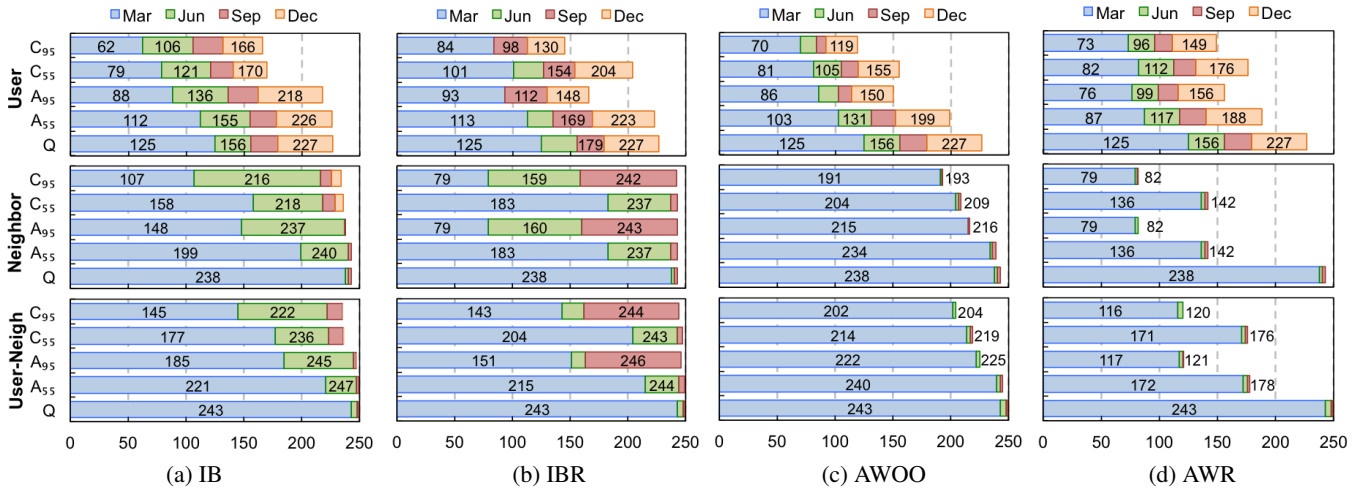 Mar Jun Sep Dec Mar Jun Sep Dec Mar Jun Sep Dec Mar Jun Sep Dec
User
C95 62 106 166 84 98 130 70 119 73 96 149
C55 79 121 170 101 154 204 81 105 155 82 112 176
A95 88 136 218 93 112 148 86 150 76 99 156
A55 112 155 226 113 169 223 103 131 199 87 117 188
Q 125 156 227 125 179 227 125 156 227 125 156 227
Neighbor
C95 107 216 79 159 242 191 193 79 82
C55 158 218 183 237 204 209 136 142
A95 148 237 79 160 243 215 216 79 82
A55 199 240 183 237 234 136 142
Q 238 238 238 238
User-Neigh
C95 145 222 143 244 202 204 116 120
C55 177 236 204 243 214 219 171 176
A95 185 245 151 246 222 225 117 121
A55 221 247 215 244 240 172 178
Q 243 243 243 243
0 50 100 150 200 250 0 50 100 150 200 250 0 50 100 150 200 250 0 50 100 150 200 250
(a) IB (b) IBR (c) AWOO (d) AWR